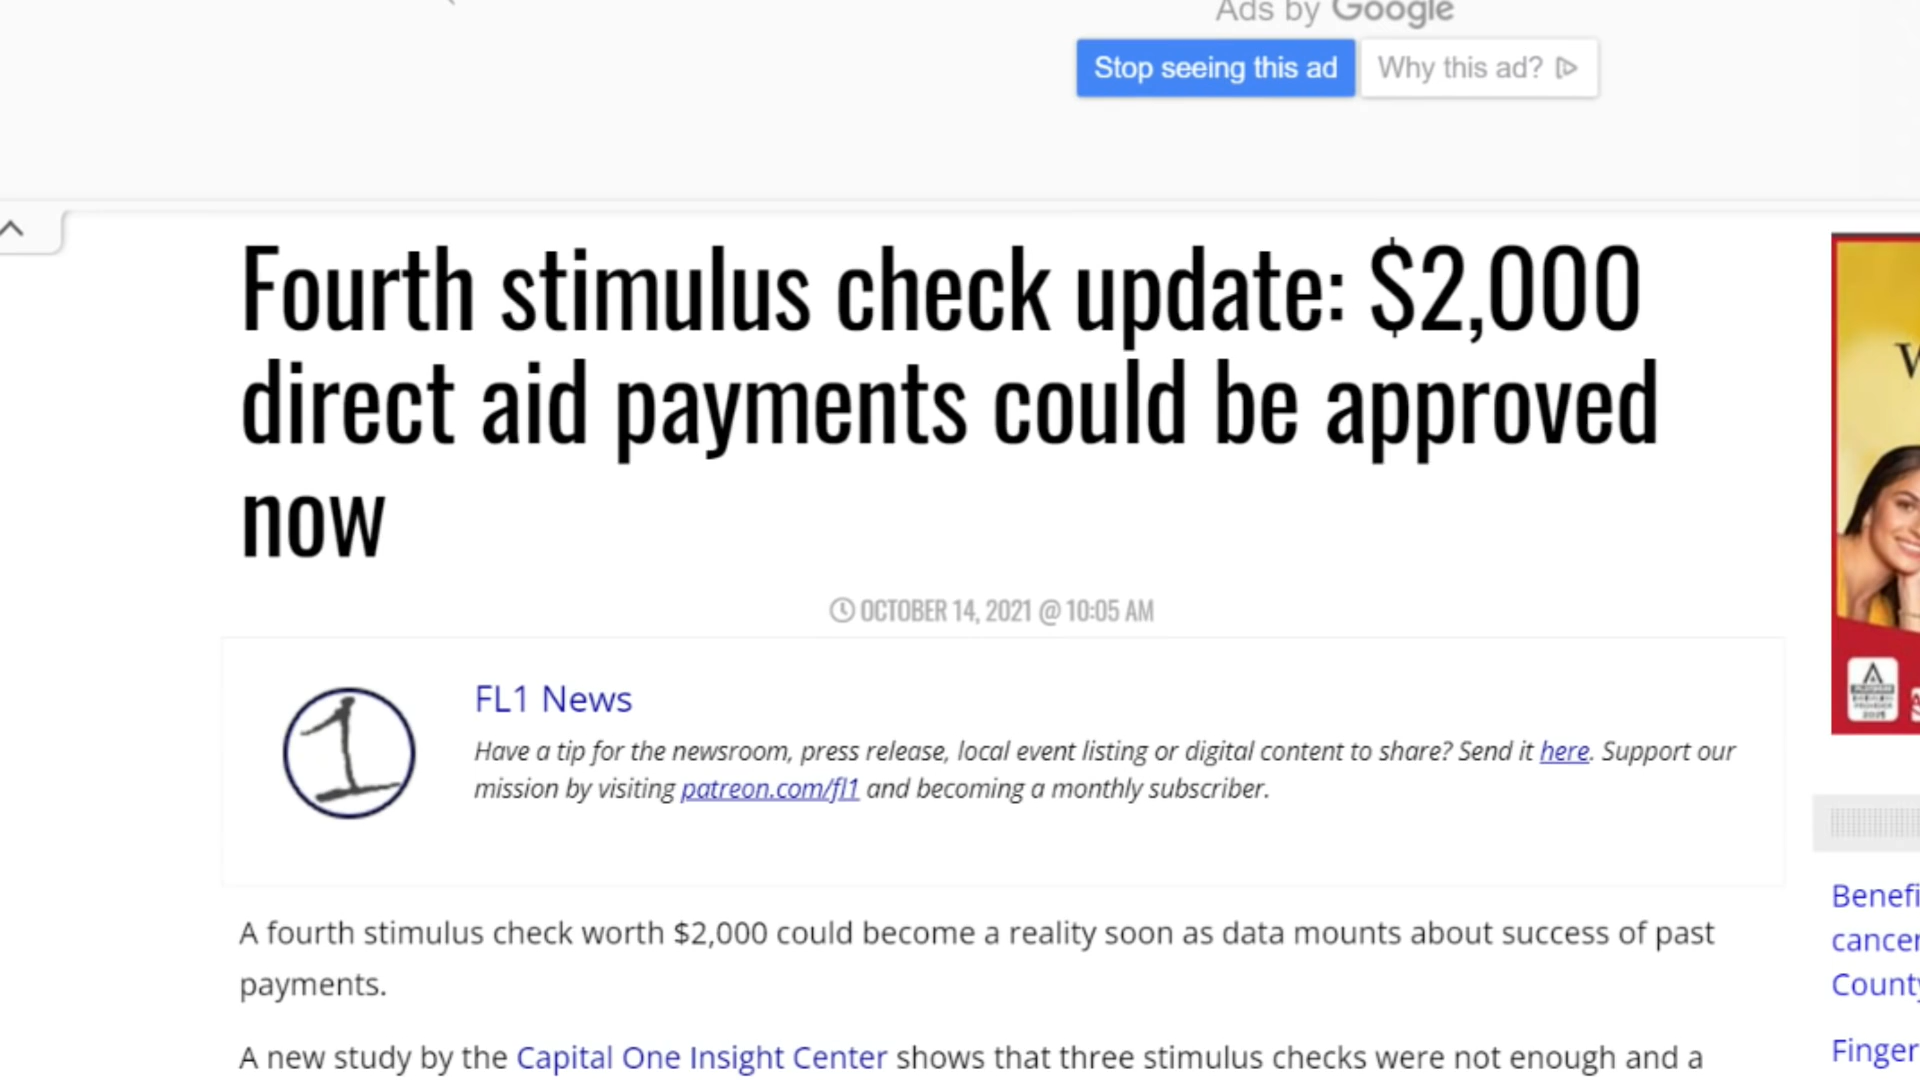 Ads by Google
Stop seeing this ad
Why this ad?
Fourth stimulus check update: $2,000
direct aid payments could be approved
now
OCTOBER 14, 2021 @ 10:05 AM
FL1 News
Have a tip for the newsroom, press release, local event listing or digital content to share? Send it here. Support our
mission by visiting patreon.com/fl1 and becoming a monthly subscriber.
A fourth stimulus check worth $2,000 could become a reality soon as data mounts about success of past
payments.
A new study by the Capital One Insight Center shows that three stimulus checks were not enough and a
Benefi
cancer
County
Finger